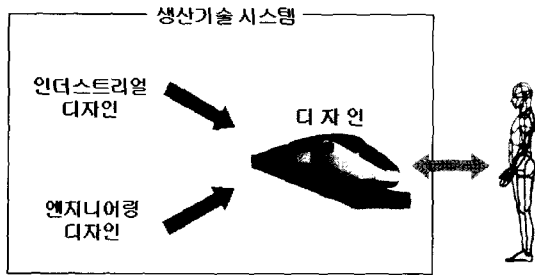 생산기술 시스템
인더스트리얼
디자인
디 자 인
엔지니어링
디자인